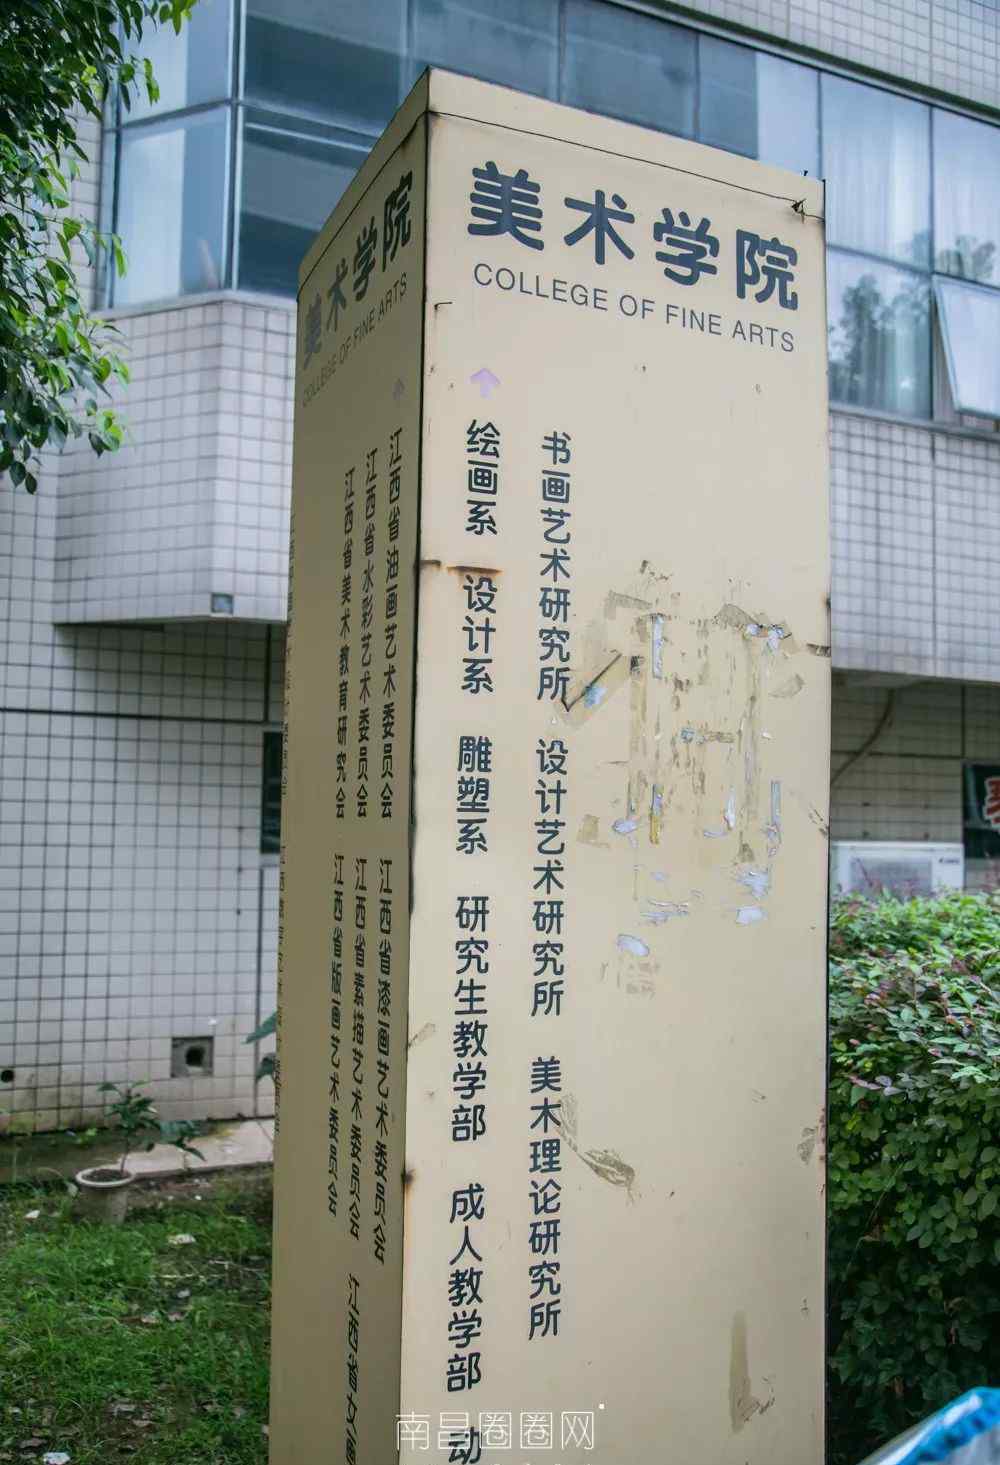 美术学院
COLLEGE OF FINE ARTS
绘画系 设计系 雕塑系 研究生教学部 成人教学部 动
书画艺术研究所 设计艺术研究所 美术理论研究所
美术学院
COLLEGE OF FINE ARTS
江西省油画艺术委员会 江西省漆画艺术委员会
江西省水彩艺术委员会 江西省素描艺术委员会 江西省女画
江西省美术教育研究会 江西省版画艺术委员会
南昌圈圈网